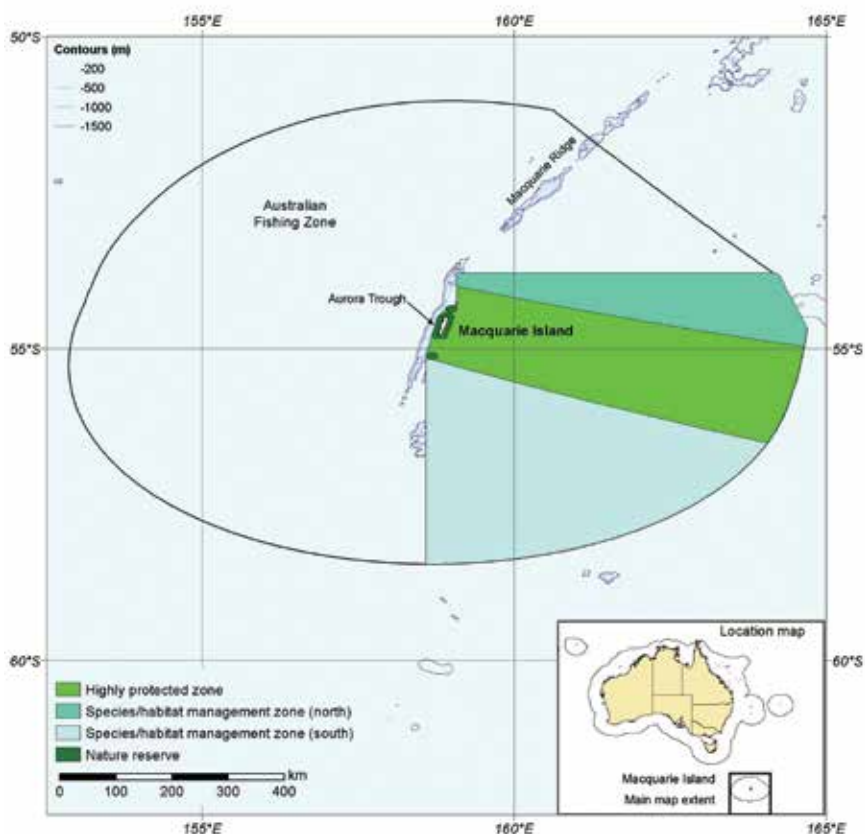 155°E
160°E
165°E
50°S
Contours (m)
-200
-500
-1000
-1500
Macquarie Ridge
Australian
Fishing Zone
Aurora Trough
Macquarie Island
55°S
60°S
Location map
Highly protected zone
Species/habitat management zone (north)
Species/habitat management zone (south)
Nature reserve
km
0
100
200
300
400
Macquarie Island
Main map extent
155°E
160°E
165°E